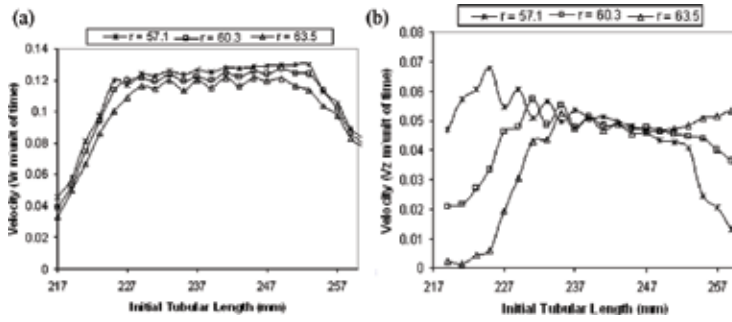 (a)
r = 57.1 r = 60.3 r = 63.5
Velocity (Vr m/unit of time)
0.14
0.12
0.1
0.08
0.06
0.04
0.02
0
217 227 237 247 257
Initial Tubular Length (mm)
(b)
r = 57.1 r = 60.3 r = 63.5
Velocity (Vz m/unit of time)
0.08
0.07
0.06
0.05
0.04
0.03
0.02
0.01
0
217 227 237 247 257
Initial Tubular Length (mm)